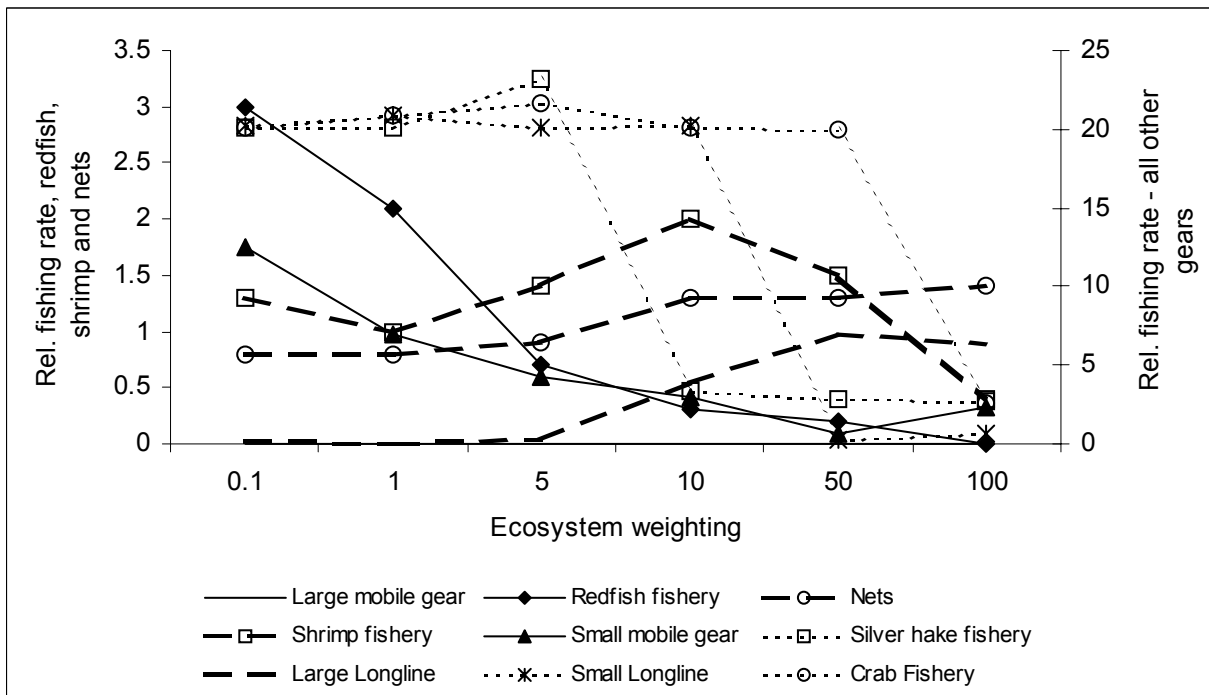 Rel. fishing rate, redfish,
shrimp and nets
3.5
3
2.5
2
1.5
1
0.5
0
25
20
15
10
5
0
Rel. fishing rate - all other
gears
0.1 1 5 10 50 100
Ecosystem weighting
Large mobile gear Redfish fishery Nets
Shrimp fishery Small mobile gear Silver hake fishery
Large Longline Small Longline Crab Fishery